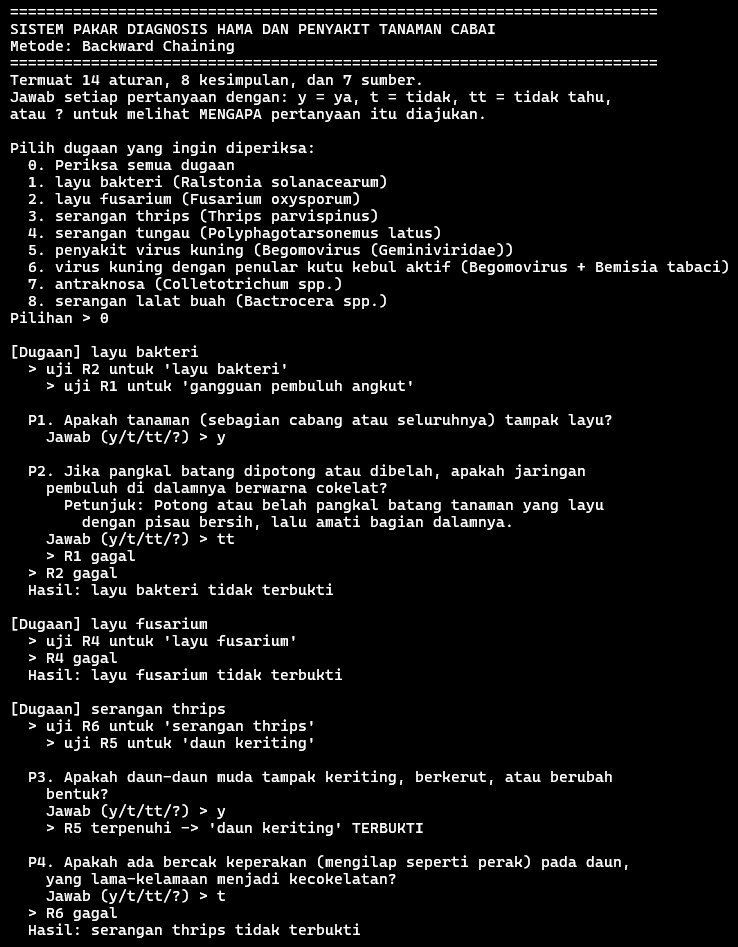 ========================================================================
SISTEM PAKAR DIAGNOSIS HAMA DAN PENYAKIT TANAMAN CABAI
Metode: Backward Chaining
========================================================================
Termuat 14 aturan, 8 kesimpulan, dan 7 sumber.
Jawab setiap pertanyaan dengan: y = ya, t = tidak, tt = tidak tahu,
atau ? untuk melihat MENGAPA pertanyaan itu diajukan.

Pilih dugaan yang ingin diperiksa:
  0. Periksa semua dugaan
  1. layu bakteri (Ralstonia solanacearum)
  2. layu fusarium (Fusarium oxysporum)
  3. serangan thrips (Thrips parvispinus)
  4. serangan tungau (Polyphagotarsonemus latus)
  5. penyakit virus kuning (Begomovirus (Geminiviridae))
  6. virus kuning dengan penular kutu kebul aktif (Begomovirus + Bemisia tabaci)
  7. antraknosa (Colletotrichum spp.)
  8. serangan lalat buah (Bactrocera spp.)
Pilihan > 0

[Dugaan] layu bakteri
  > uji R2 untuk 'layu bakteri'
    > uji R1 untuk 'gangguan pembuluh angkut'

  P1. Apakah tanaman (sebagian cabang atau seluruhnya) tampak layu?
    Jawab (y/t/tt/?) > y

  P2. Jika pangkal batang dipotong atau dibelah, apakah jaringan
    pembuluh di dalamnya berwarna cokelat?
      Petunjuk: Potong atau belah pangkal batang tanaman yang layu
        dengan pisau bersih, lalu amati bagian dalamnya.
    Jawab (y/t/tt/?) > tt
    > R1 gagal
  > R2 gagal
  Hasil: layu bakteri tidak terbukti

[Dugaan] layu fusarium
  > uji R4 untuk 'layu fusarium'
  > R4 gagal
  Hasil: layu fusarium tidak terbukti

[Dugaan] serangan thrips
  > uji R6 untuk 'serangan thrips'
    > uji R5 untuk 'daun keriting'

  P3. Apakah daun-daun muda tampak keriting, berkerut, atau berubah
    bentuk?
    Jawab (y/t/tt/?) > y
    > R5 terpenuhi -> 'daun keriting' TERBUKTI

  P4. Apakah ada bercak keperakan (mengilap seperti perak) pada daun,
    yang lama-kelamaan menjadi kecokelatan?
    Jawab (y/t/tt/?) > t
  > R6 gagal
  Hasil: serangan thrips tidak terbukti